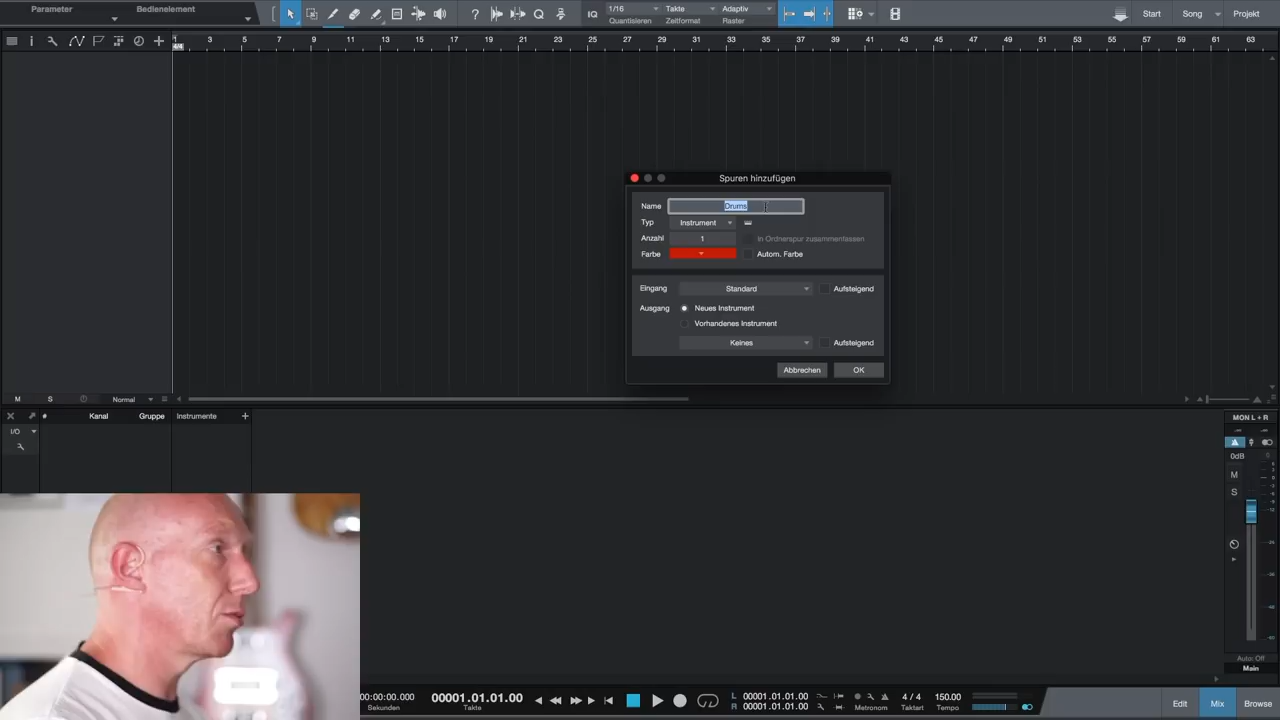 Parameter
Bedienelement
?
IQ
1/16
Quantisieren
Takte
Zeitformat
Adaptiv
Raster
Start
Song
Projekt
1 3 5 7 9 11 13 15 17 19 21 23 25 27 29 31 33 35 37 39 41 43 45 47 49 51 53 55 57 59 61 63
4/4
Spuren hinzufügen
Name
Drums
Typ
Instrument
Anzahl
1
In Ordnerspur zusammenfassen
Farbe
Autom. Farbe
Eingang
Standard
Aufsteigend
Ausgang
Neues Instrument
Vorhandenes Instrument
Keines
Aufsteigend
Abbrechen
OK
M
S
Normal
#
Kanal
Gruppe
Instrumente
I/O
MON L + R
0dB
M
S
Auto: Off
Main
00:00:00.000
Sekunden
00001.01.01.00
Takte
L 00001.01.01.00
R 00001.01.01.00
Metronom
4 / 4
Taktart
150.00
Tempo
Edit
Mix
Browse